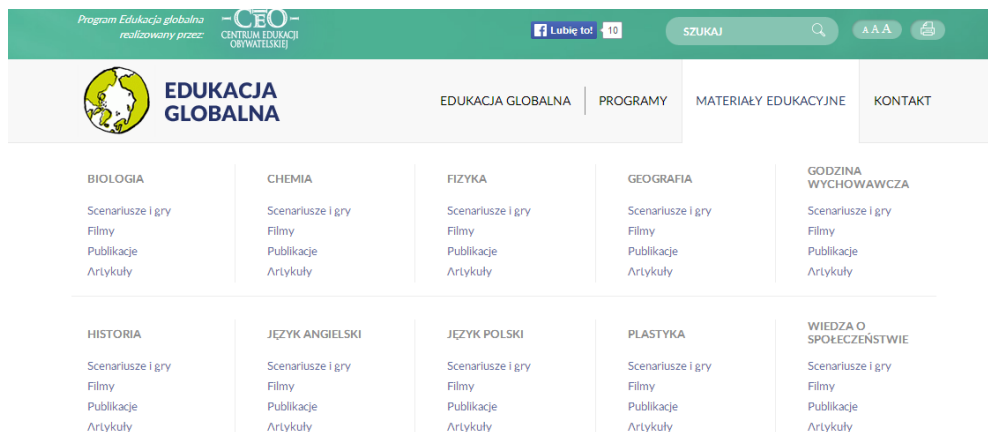 Program Edukacja globalna
realizowany przez:
CEO
CENTRUM EDUKACJI
OBYWATELSKIEJ
Lubię to! 10
SZUKAJ
A A A
EDUKACJA
GLOBALNA
EDUKACJA GLOBALNA PROGRAMY MATERIAŁY EDUKACYJNE KONTAKT
BIOLOGIA
Scenariusze i gry
Filmy
Publikacje
Artykuły
CHEMIA
Scenariusze i gry
Filmy
Publikacje
Artykuły
FIZYKA
Scenariusze i gry
Filmy
Publikacje
Artykuły
GEOGRAFIA
Scenariusze i gry
Filmy
Publikacje
Artykuły
GODZINA
WYCHOWAWCZA
Scenariusze i gry
Filmy
Publikacje
Artykuły
HISTORIA
Scenariusze i gry
Filmy
Publikacje
Artykuły
JĘZYK ANGIELSKI
Scenariusze i gry
Filmy
Publikacje
Artykuły
JĘZYK POLSKI
Scenariusze i gry
Filmy
Publikacje
Artykuły
PLASTYKA
Scenariusze i gry
Filmy
Publikacje
Artykuły
WIEDZA O
SPOŁECZEŃSTWIE
Scenariusze i gry
Filmy
Publikacje
Artykuły